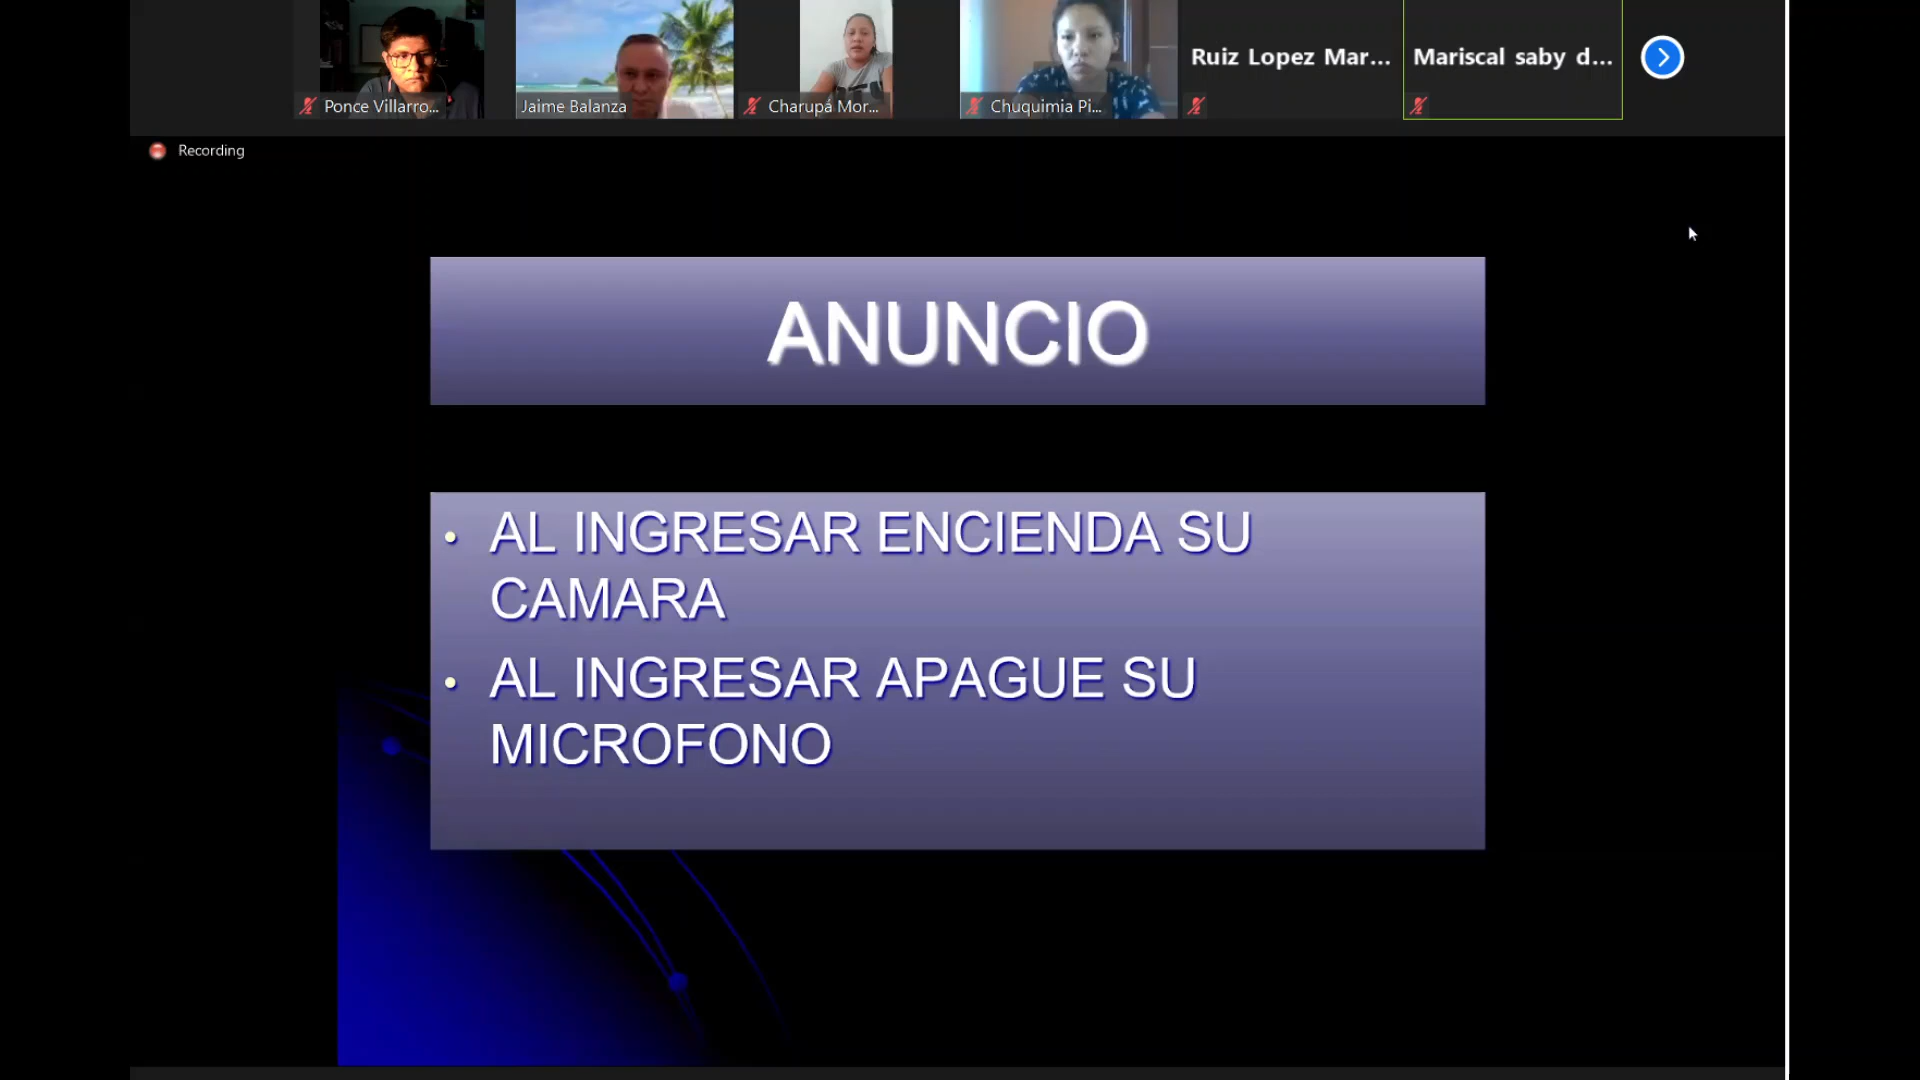 Ponce Villarro...
Jaime Balanza
Charupá Mor...
Chuquimia Pi...
Ruiz Lopez Mar...
Mariscal saby d...
Recording
ANUNCIO
• AL INGRESAR ENCIENDA SU
CAMARA
• AL INGRESAR APAGUE SU
MICROFONO